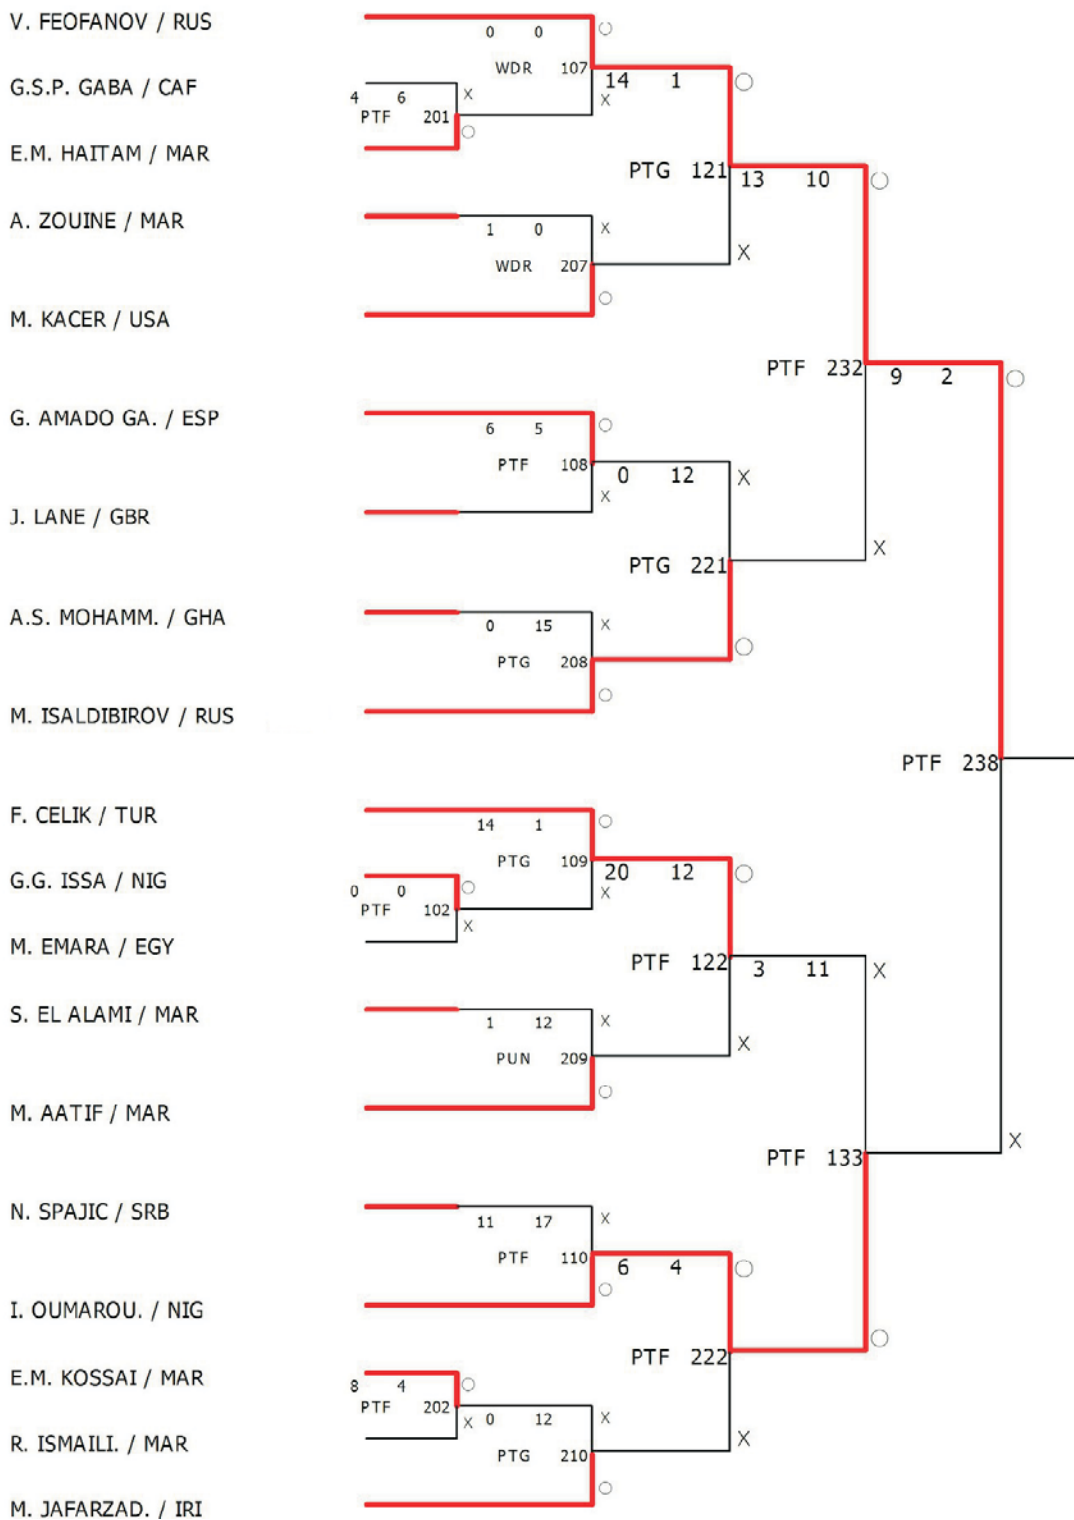 V. FEOFANOV / RUS
0 0
WDR 107
14 1
G.S.P. GABA / CAF
4 6 X
PTF 201
X
E.M. HAITAM / MAR
PTG 121
13 10
A. ZOUINE / MAR
1 0 X
X
WDR 207
M. KACER / USA
PTF 232
9 2
G. AMADO GA. / ESP
6 5
PTF 108
0 12 X
X
J. LANE / GBR
X
PTG 221
A.S. MOHAMM. / GHA
0 15 X
PTG 208
M. ISALDIBIROV / RUS
PTF 238
F. CELIK / TUR
14 1
PTG 109
20 12
G.G. ISSA / NIG
0 0 X
PTF 102
X
M. EMARA / EGY
PTF 122
3 11 X
S. EL ALAMI / MAR
1 12 X
X
PUN 209
M. AATIF / MAR
X
PTF 133
N. SPAJIC / SRB
11 17 X
PTF 110
6 4
I. OUMAROU. / NIG
PTF 222
E.M. KOSSAI / MAR
8 4
PTF 202
X 0 12 X
R. ISMAILI. / MAR
X
PTG 210
M. JAFARZAD. / IRI